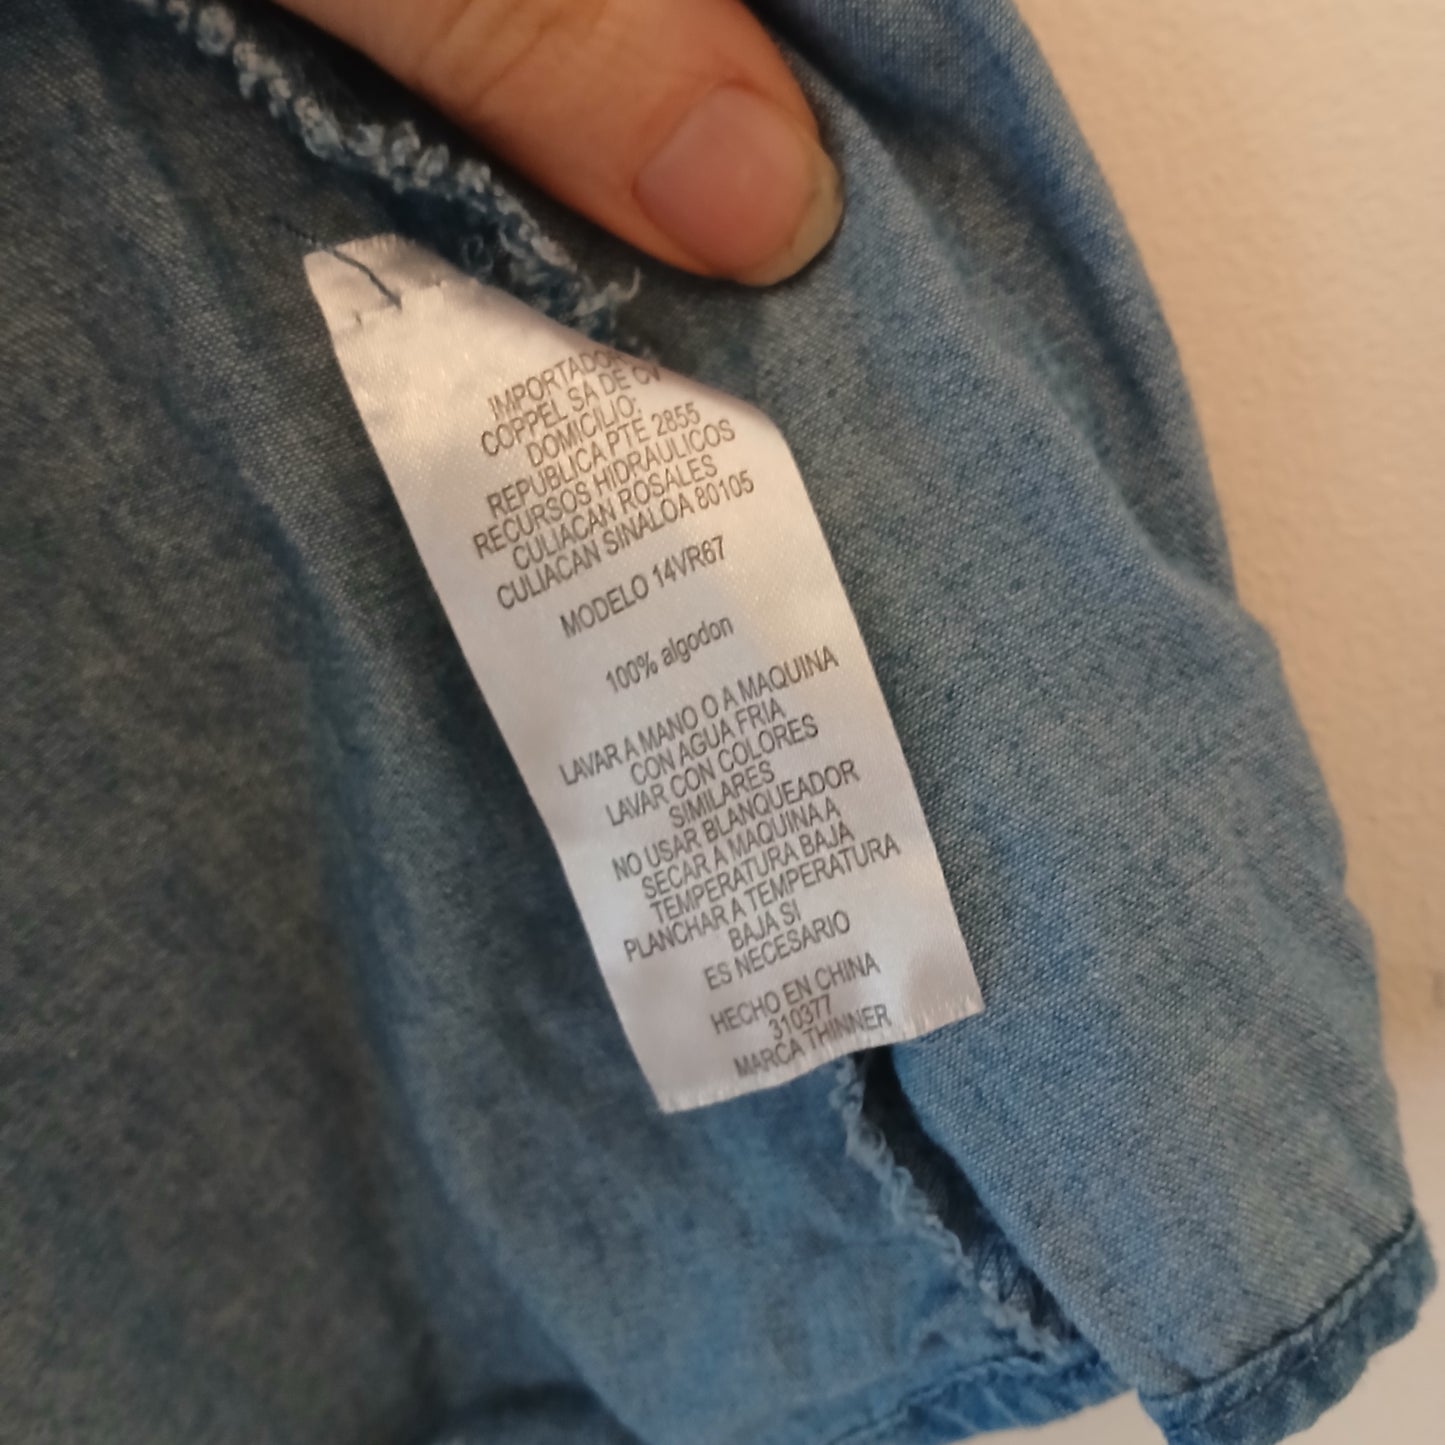 IMPORTADOR
COPPEL SA DE CV
DOMICILIO:
REPUBLICA PTE 2855
RECURSOS HIDRAULICOS
CULIACAN ROSALES
CULIACAN SINALOA 80105
MODELO 14VR67
100% algodon
LAVAR A MANO O A MAQUINA
CON AGUA FRIA
LAVAR CON COLORES
SIMILARES
NO USAR BLANQUEADOR
SECAR A MAQUINA A
TEMPERATURA BAJA
PLANCHAR A TEMPERATURA
BAJA SI
ES NECESARIO
HECHO EN CHINA
310377
MARCA THINNER